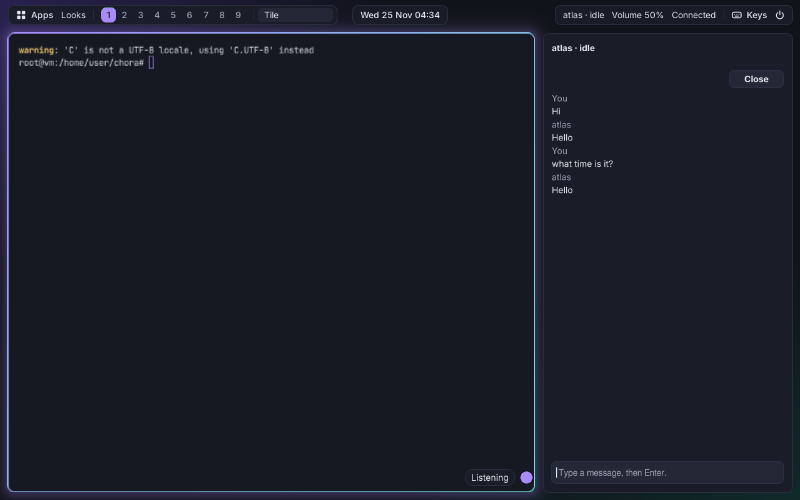 Apps Looks 1 2 3 4 5 6 7 8 9 Tile Wed 25 Nov 04:34 atlas · idle Volume 50% Connected Keys
warning: 'C' is not a UTF-8 locale, using 'C.UTF-8' instead
root@vm:/home/user/chora#
Listening
atlas · idle
Close
You
Hi
atlas
Hello
You
what time is it?
atlas
Hello
Type a message, then Enter.